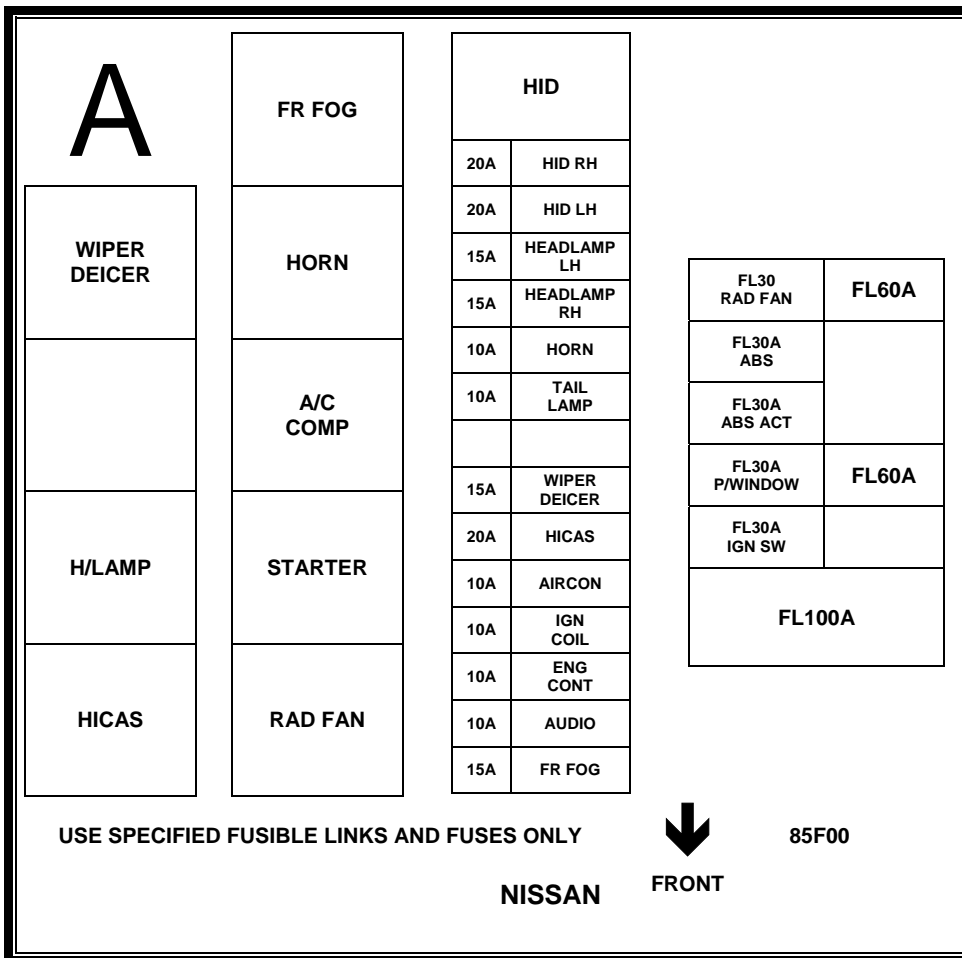 A
WIPER
DEICER
H/LAMP
HICAS
FR FOG
HORN
A/C
COMP
STARTER
RAD FAN
HID
20A HID RH
20A HID LH
15A HEADLAMP
LH
15A HEADLAMP
RH
10A HORN
10A TAIL
LAMP
15A WIPER
DEICER
20A HICAS
10A AIRCON
10A IGN
COIL
10A ENG
CONT
10A AUDIO
15A FR FOG
FL30
RAD FAN
FL60A
FL30A
ABS
FL30A
ABS ACT
FL30A
P/WINDOW
FL60A
FL30A
IGN SW
FL100A
USE SPECIFIED FUSIBLE LINKS AND FUSES ONLY
85F00
FRONT
NISSAN